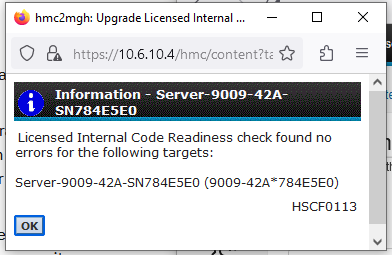 hmc2mgh: Upgrade Licensed Internal ...
https://10.6.10.4/hmc/content?ta
Information - Server-9009-42A-
SN784E5E0
Licensed Internal Code Readiness check found no
errors for the following targets:
Server-9009-42A-SN784E5E0 (9009-42A*784E5E0)
HSCF0113
OK